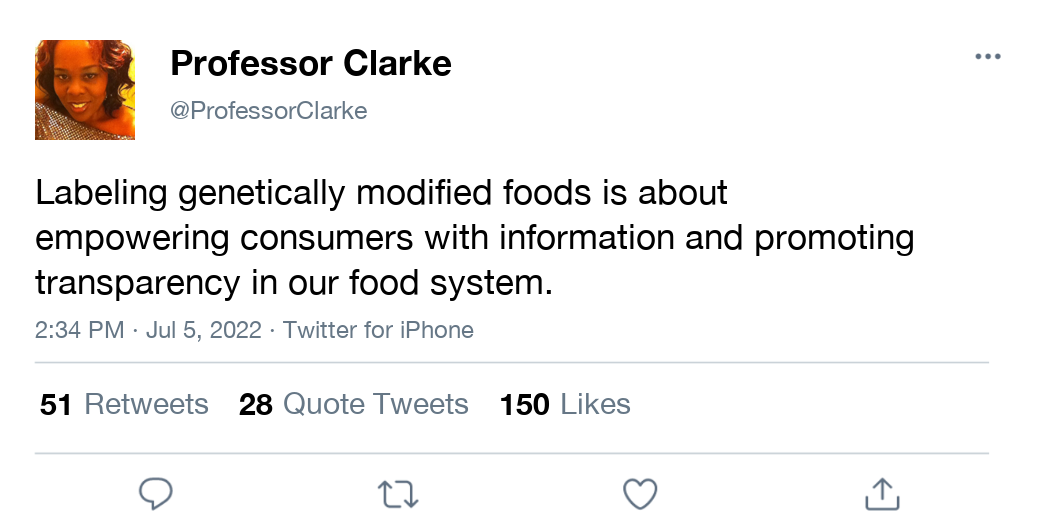 Professor Clarke
@ProfessorClarke
Labeling genetically modified foods is about
empowering consumers with information and promoting
transparency in our food system.
2:34 PM · Jul 5, 2022 · Twitter for iPhone
51 Retweets 28 Quote Tweets 150 Likes